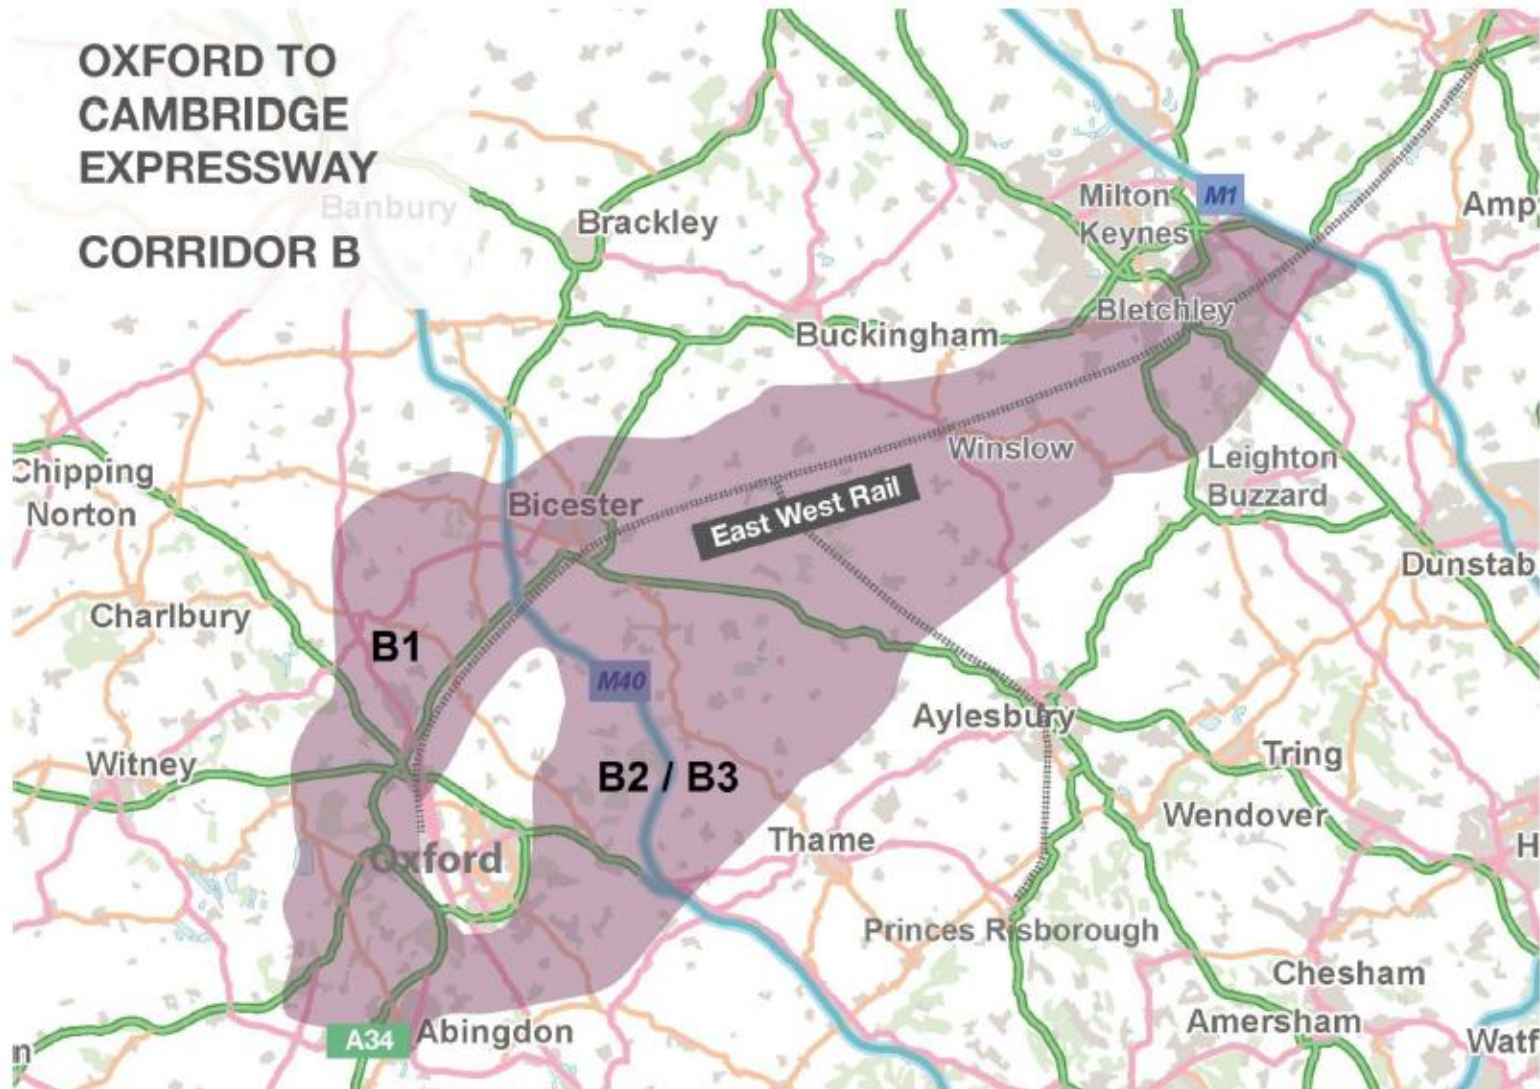 OXFORD TO
CAMBRIDGE
EXPRESSWAY
Banbury
CORRIDOR B
Brackley
Milton
Keynes
M1
Amp
Bletchley
Buckingham
Chipping
Norton
Bicester
Winslow
Leighton
Buzzard
East West Rail
Dunstab
Charlbury
B1
M40
Aylesbury
Witney
B2 / B3
Tring
Wendover
Thame
H
Oxford
Princes Risborough
Chesham
Abingdon
A34
Amersham
Watf
n